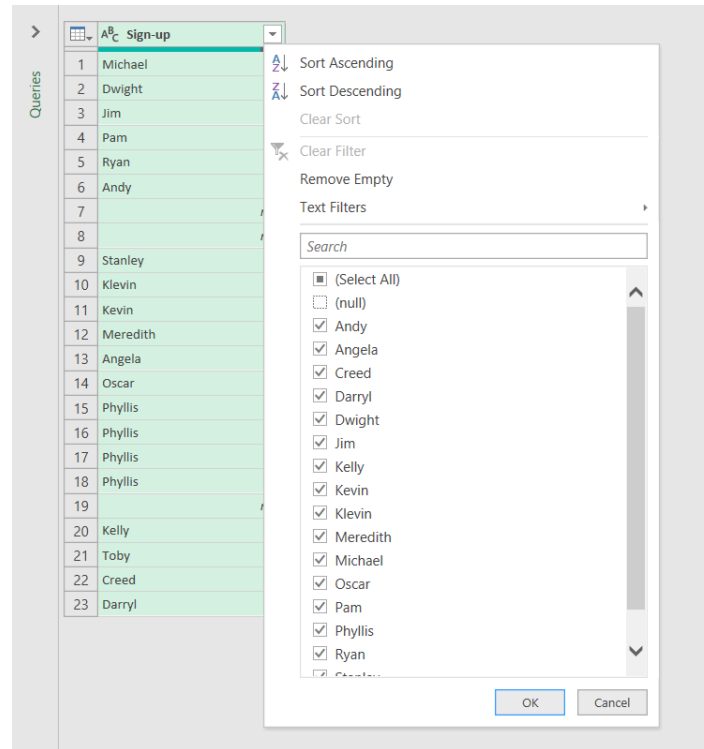 Queries
ABC Sign-up
1 Michael
2 Dwight
3 Jim
4 Pam
5 Ryan
6 Andy
7
8
9 Stanley
10 Klevin
11 Kevin
12 Meredith
13 Angela
14 Oscar
15 Phyllis
16 Phyllis
17 Phyllis
18 Phyllis
19
20 Kelly
21 Toby
22 Creed
23 Darryl
Sort Ascending
Sort Descending
Clear Sort
Clear Filter
Remove Empty
Text Filters
Search
(Select All)
(null)
Andy
Angela
Creed
Darryl
Dwight
Jim
Kelly
Kevin
Klevin
Meredith
Michael
Oscar
Pam
Phyllis
Ryan
Stanley
OK Cancel